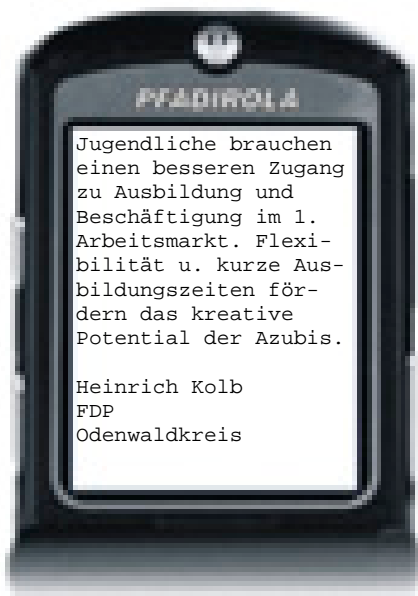 PFADIROLA
Jugendliche brauchen
einen besseren Zugang
zu Ausbildung und
Beschäftigung im 1.
Arbeitsmarkt. Flexi-
bilität u. kurze Aus-
bildungszeiten för-
dern das kreative
Potential der Azubis.
Heinrich Kolb
FDP
Odenwaldkreis